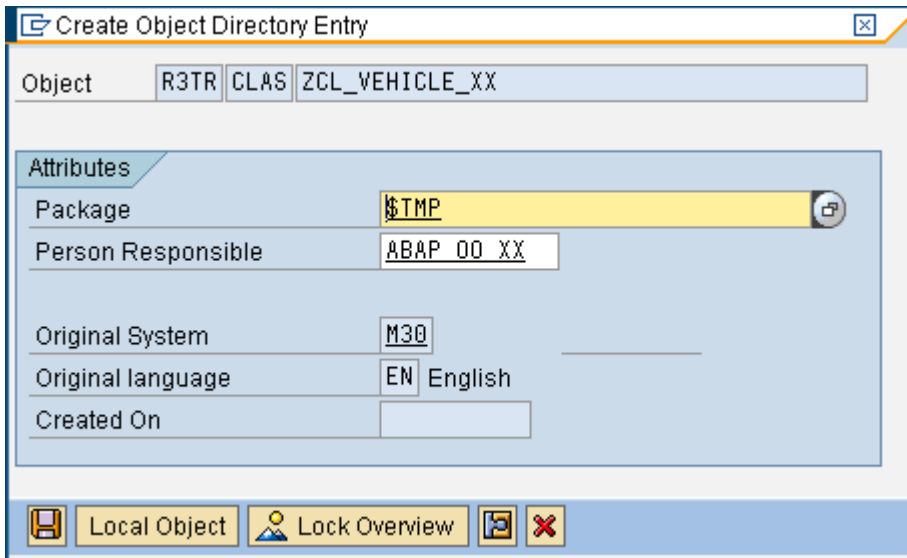 Create Object Directory Entry
Object R3TR CLAS ZCL_VEHICLE_XX
Attributes
Package $TMP
Person Responsible ABAP_OO_XX
Original System M30
Original language EN English
Created On
Local Object Lock Overview